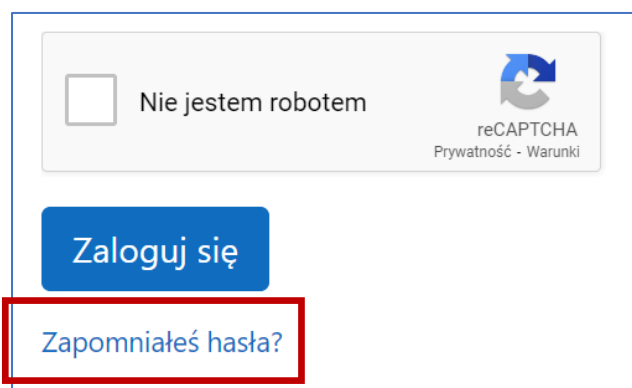 Nie jestem robotem
reCAPTCHA
Prywatność - Warunki
Zaloguj się
Zapomniałeś hasła?